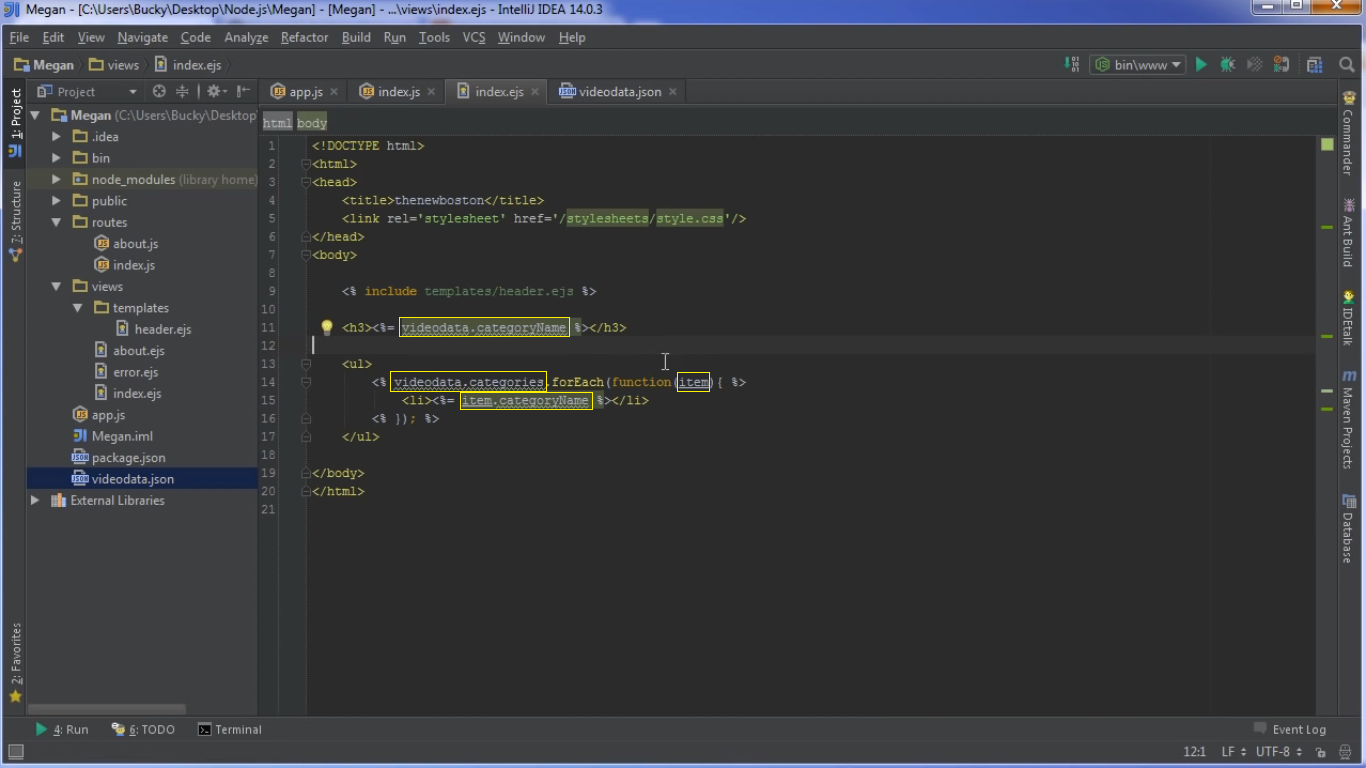 Megan - [C:\Users\Bucky\Desktop\Node.js\Megan] - [Megan] - ...\views\index.ejs - IntelliJ IDEA 14.0.3
File Edit View Navigate Code Analyze Refactor Build Run Tools VCS Window Help
Megan views index.ejs bin\www
Project app.js index.js index.ejs videodata.json
html body
Megan (C:\Users\Bucky\Desktop
.idea
bin
node_modules (library home)
public
routes
about.js
index.js
views
templates
header.ejs
about.ejs
error.ejs
index.ejs
app.js
Megan.iml
package.json
videodata.json
External Libraries
1: Project
7: Structure
2: Favorites
1 <!DOCTYPE html>
2 <html>
3 <head>
4 <title>thenewboston</title>
5 <link rel='stylesheet' href='/stylesheets/style.css'/>
6 </head>
7 <body>
8
9 <% include templates/header.ejs %>
10
11 <h3><%= videodata.categoryName %></h3>
12
13 <ul>
14 <% videodata.categories.forEach(function(item){ %>
15 <li><%= item.categoryName %></li>
16 <% }); %>
17 </ul>
18
19 </body>
20 </html>
21
Commander
Ant Build
IDEtalk
m Maven Projects
Database
4: Run 6: TODO Terminal Event Log
12:1 LF UTF-8